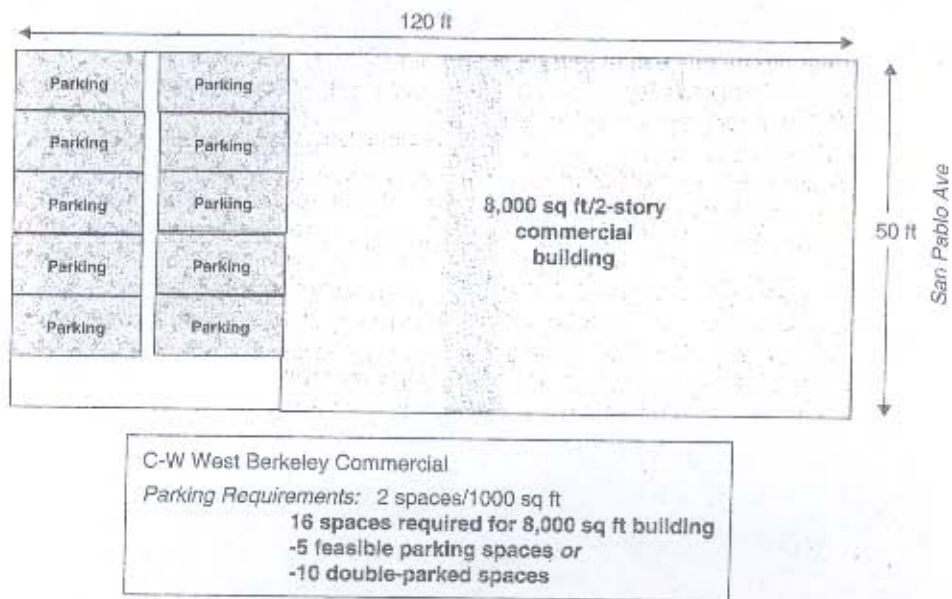 120 ft
Parking Parking
Parking Parking
Parking Parking
Parking Parking
Parking Parking
8,000 sq ft/2-story
commercial
building
50 ft
San Pablo Ave
C-W West Berkeley Commercial
Parking Requirements: 2 spaces/1000 sq ft
16 spaces required for 8,000 sq ft building
-5 feasible parking spaces or
-10 double-parked spaces